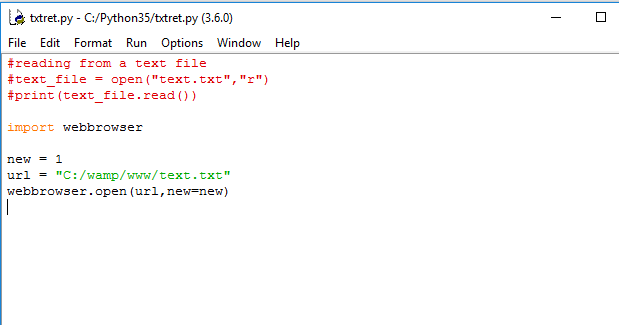 txtret.py - C:/Python35/txtret.py (3.6.0)
File Edit Format Run Options Window Help
#reading from a text file
#text_file = open("text.txt","r")
#print(text_file.read())
import webbrowser
new = 1
url = "C:/wamp/www/text.txt"
webbrowser.open(url,new=new)